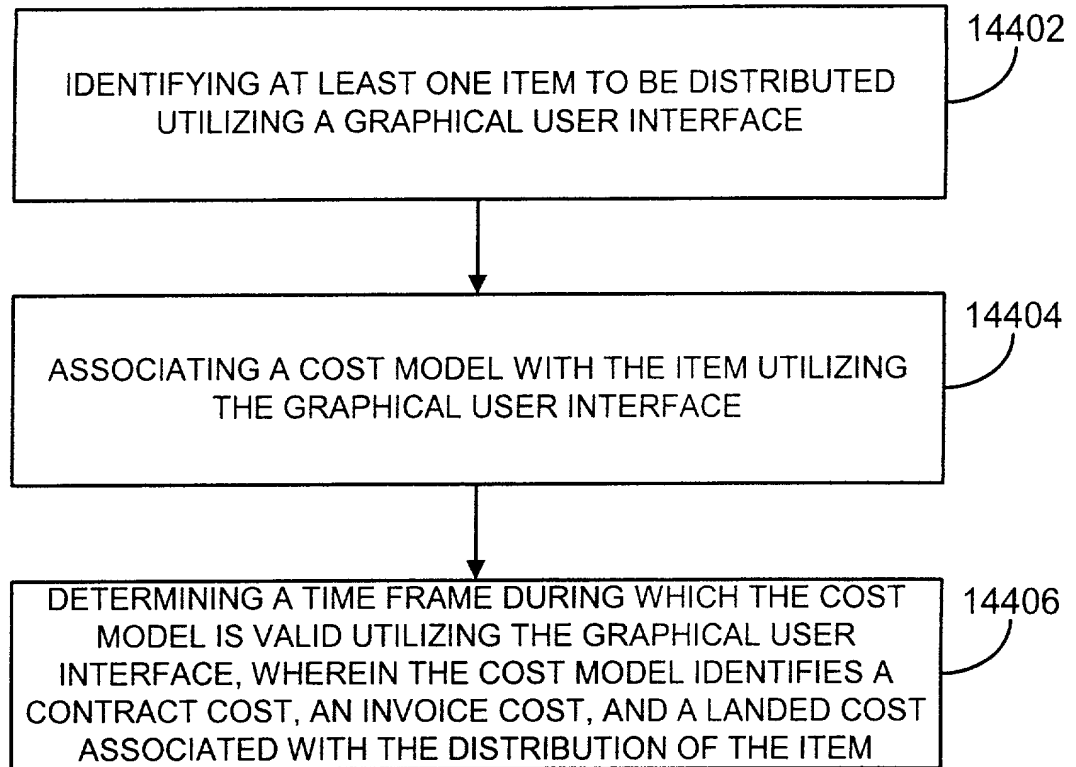 14402
IDENTIFYING AT LEAST ONE ITEM TO BE DISTRIBUTED
UTILIZING A GRAPHICAL USER INTERFACE
14404
ASSOCIATING A COST MODEL WITH THE ITEM UTILIZING
THE GRAPHICAL USER INTERFACE
14406
DETERMINING A TIME FRAME DURING WHICH THE COST
MODEL IS VALID UTILIZING THE GRAPHICAL USER
INTERFACE, WHEREIN THE COST MODEL IDENTIFIES A
CONTRACT COST, AN INVOICE COST, AND A LANDED COST
ASSOCIATED WITH THE DISTRIBUTION OF THE ITEM